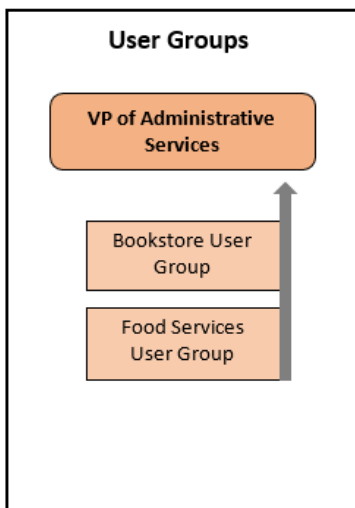 User Groups
VP of Administrative
Services
Bookstore User
Group
Food Services
User Group